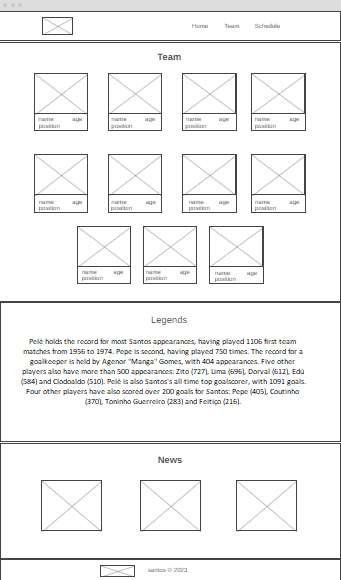 Home Team Schedule
Team
name age name age name age name age
position position position position
name age name age name age name age
position position position position
name age name age name age
position position position
Legends
Pelé holds the record for most Santos appearances, having played 1106 first-team
matches from 1956 to 1974. Pepe is second, having played 750 times. The record for a
goalkeeper is held by Agenor "Manga" Gomes, with 404 appearances. Five other
players also have more than 500 appearances: Zito (727), Lima (696), Dorval (612), Edú
(584) and Clodoaldo (510). Pelé is also Santos's all time top goalscorer, with 1091 goals.
Four other players have also scored over 200 goals for Santos: Pepe (405), Coutinho
(370), Toninho Guerreiro (283) and Feitiço (216).
News
santos © 2023